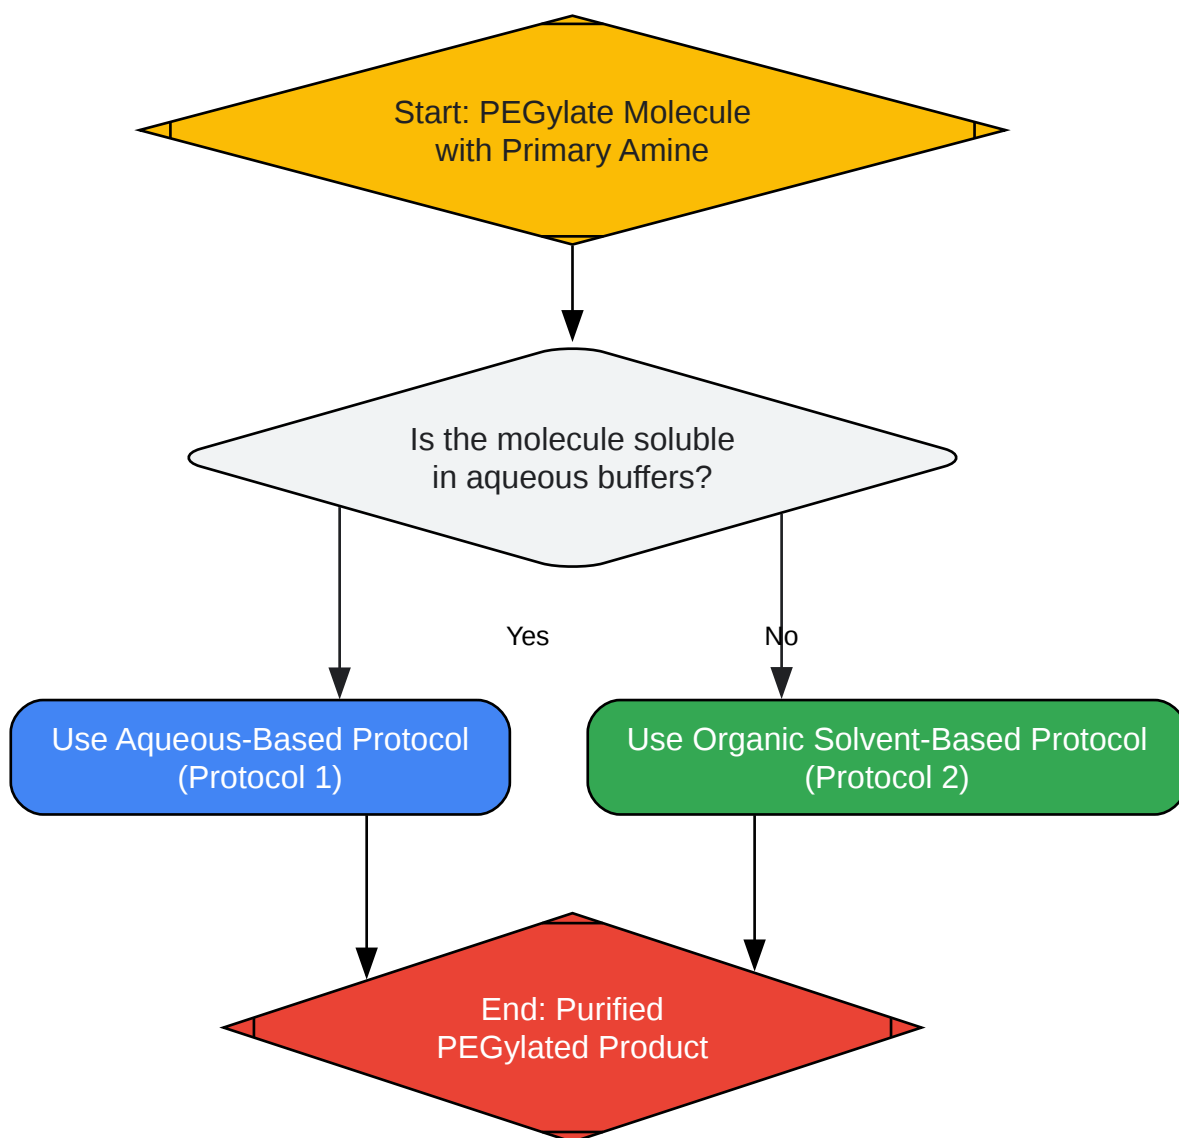 Start: PEGylate Molecule
with Primary Amine
Is the molecule soluble
in aqueous buffers?
Yes
No
Use Aqueous-Based Protocol
(Protocol 1)
Use Organic Solvent-Based Protocol
(Protocol 2)
End: Purified
PEGylated Product